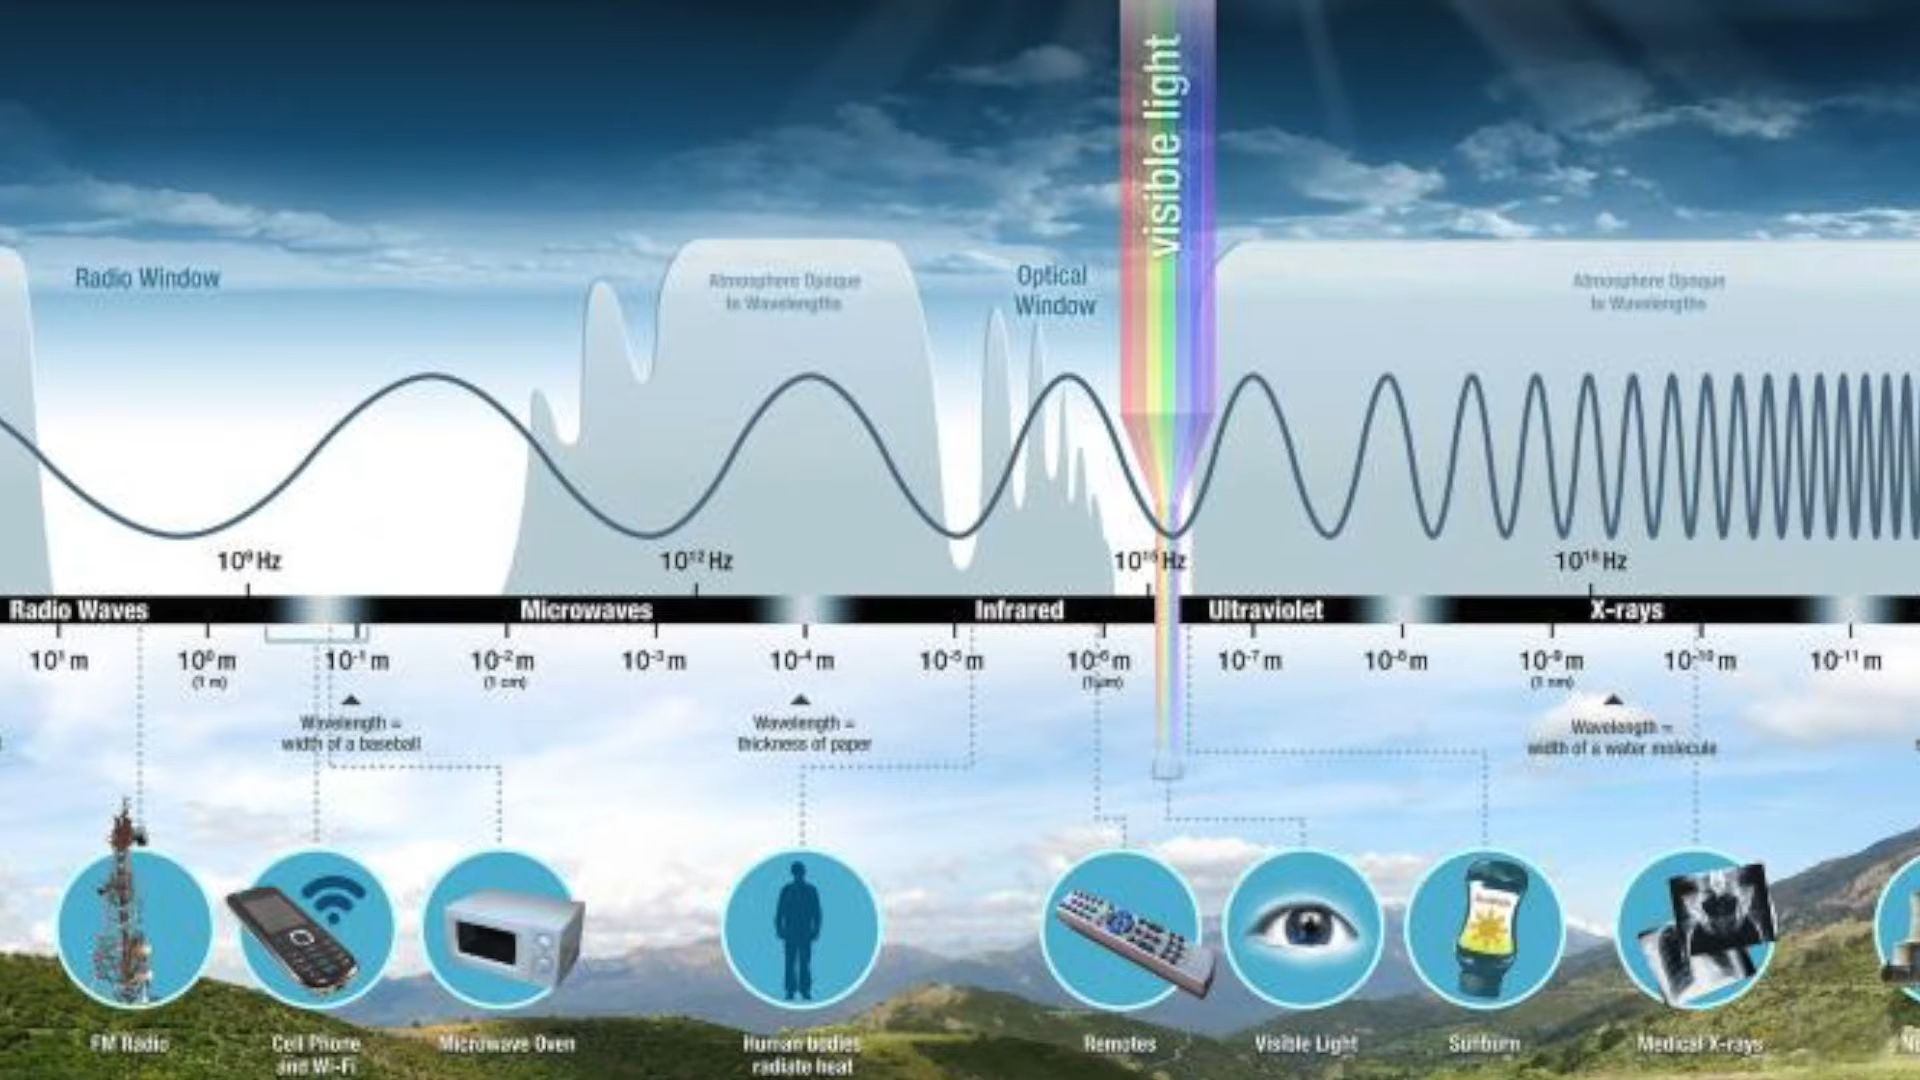 visible light
Radio Window
Atmosphere Opaque
to Wavelengths
Optical
Window
Atmosphere Opaque
to Wavelengths
10⁹ Hz
10¹² Hz
10¹⁵ Hz
10¹⁸ Hz
Radio Waves
Microwaves
Infrared
Ultraviolet
X-rays
10¹ m
10⁰ m
10⁻¹ m
10⁻² m
10⁻³ m
10⁻⁴ m
10⁻⁵ m
10⁻⁶ m
10⁻⁷ m
10⁻⁸ m
10⁻⁹ m
10⁻¹⁰ m
10⁻¹¹ m
(1 m)
(1 cm)
(1μm)
(1 nm)
Wavelength =
width of a baseball
Wavelength =
thickness of paper
Wavelength =
width of a water molecule
FM Radio
Cell Phone
and Wi-Fi
Microwave Oven
Human bodies
radiate heat
Remotes
Visible Light
Sunburn
Medical X-rays